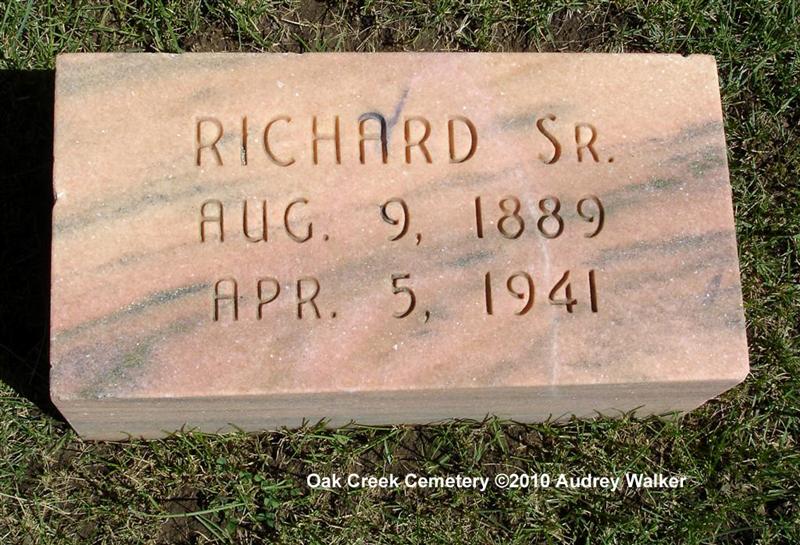 RICHARD SR.
AUG. 9, 1889
APR. 5, 1941
Oak Creek Cemetery ©2010 Audrey Walker